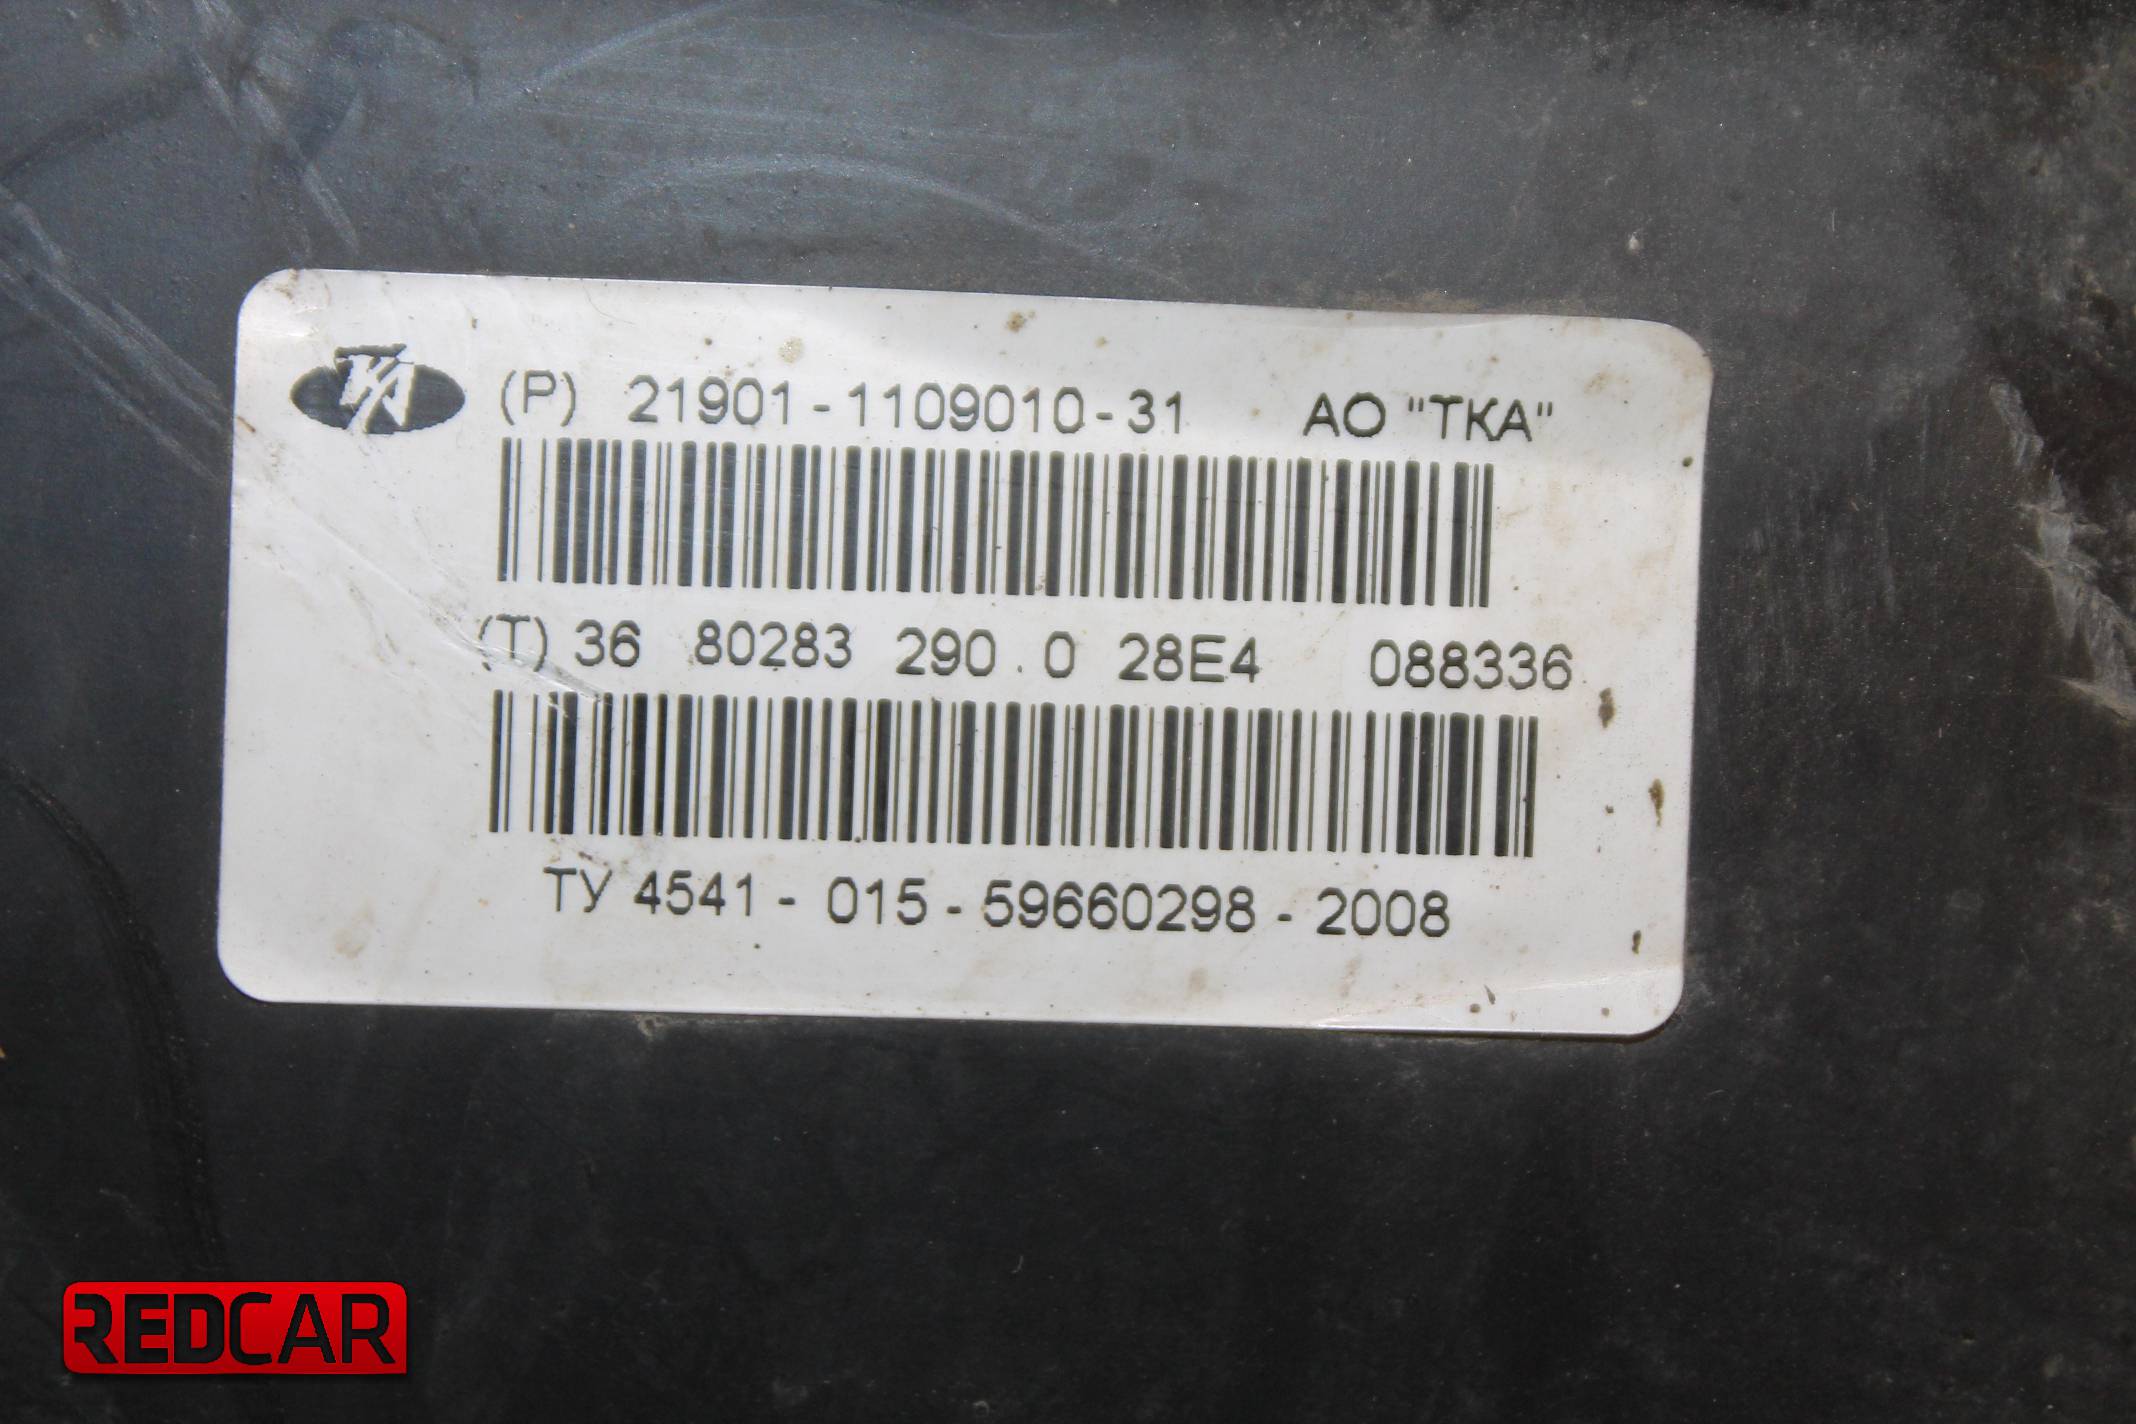 (P) 21901-1109010-31 АО "ТКА"
(T) 36 80283 290.0 28E4 088336
ТУ 4541-015-59660298-2008
REDCAR